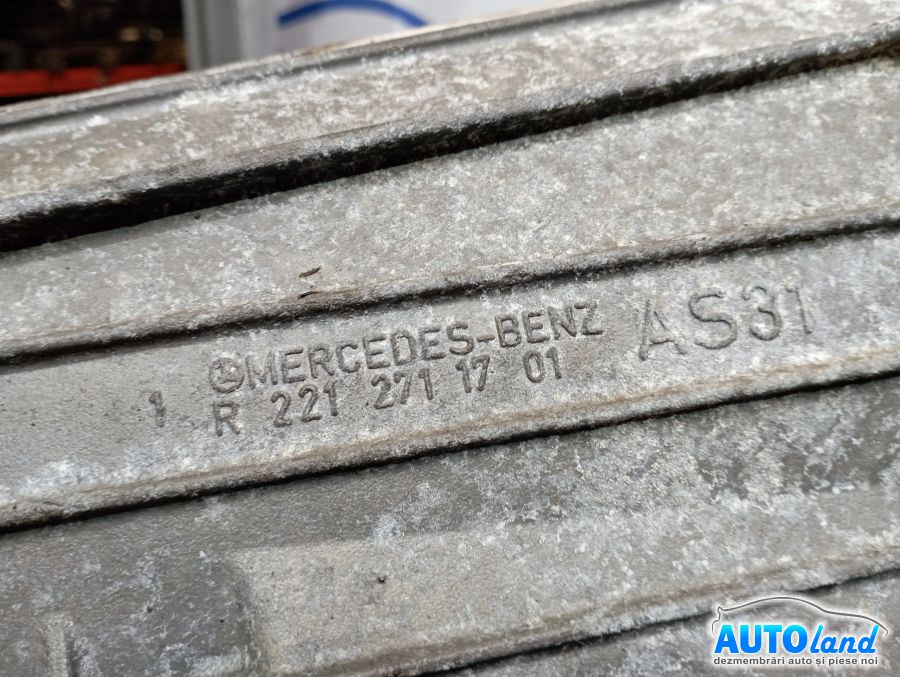 MERCEDES-BENZ AS31
1 R 221 271 17 01
AUTOland
dezmembrări auto și piese noi